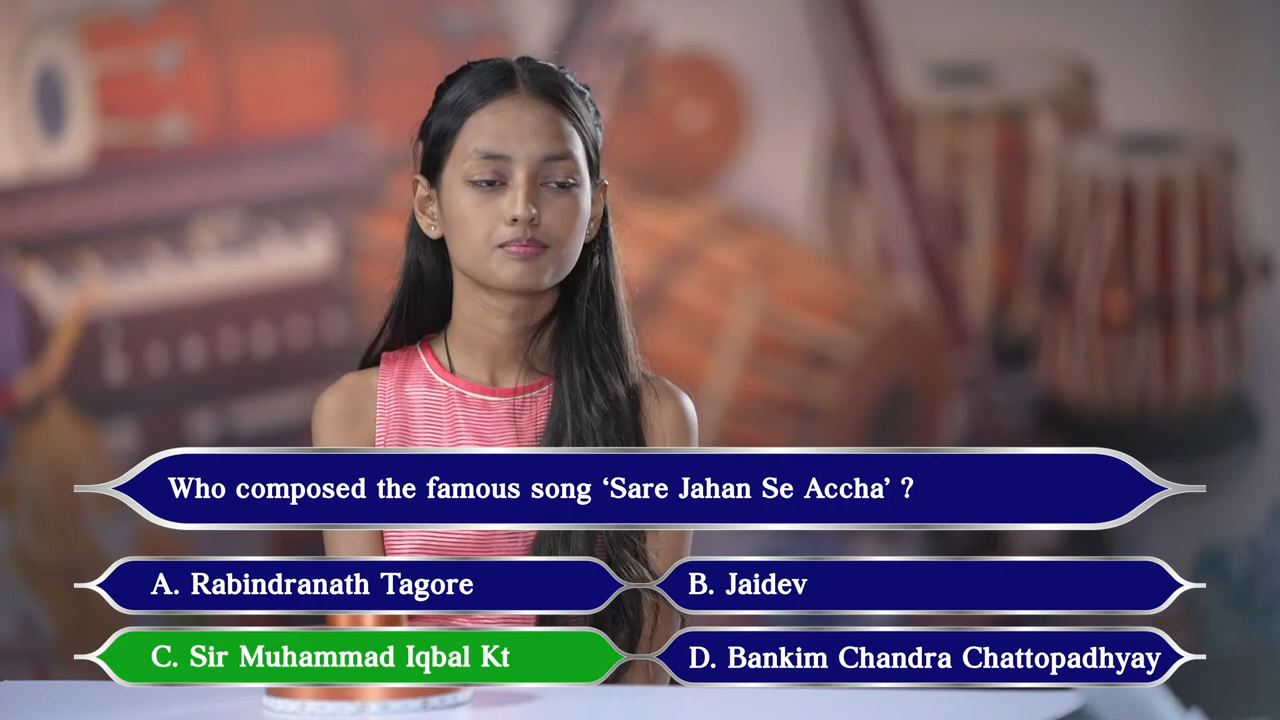 Who composed the famous song ‘Sare Jahan Se Accha’ ?
A. Rabindranath Tagore
B. Jaidev
C. Sir Muhammad Iqbal Kt
D. Bankim Chandra Chattopadhyay